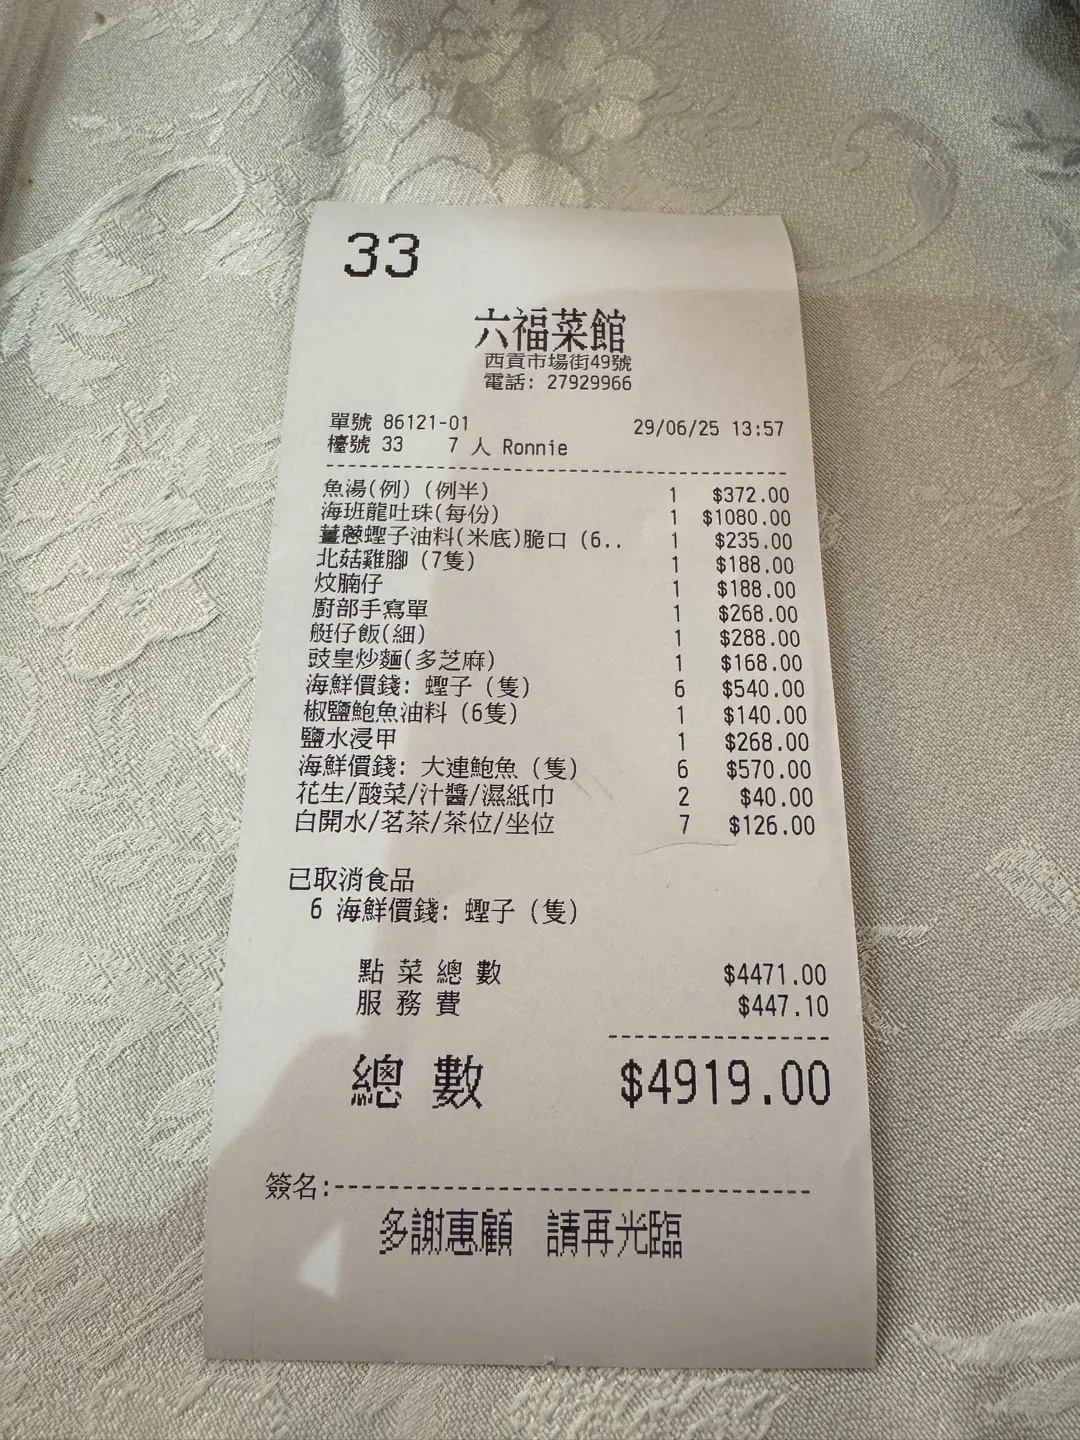 33
六福菜館
西貢市場街49號
電話: 27929966
單號 86121-01 29/06/25 13:57
檯號 33 7 人 Ronnie
魚湯(例) (例半) 1 $372.00
海班龍吐珠(每份) 1 $1080.00
薑蔥蟶子油料(米底)脆口 (6.. 1 $235.00
北菇雞腳 (7隻) 1 $188.00
炆腩仔 1 $188.00
廚部手寫單 1 $268.00
艇仔飯(細) 1 $288.00
豉皇炒麵(多芝麻) 1 $168.00
海鮮價錢: 蟶子 (隻) 6 $540.00
椒鹽鮑魚油料 (6隻) 1 $140.00
鹽水浸甲 1 $268.00
海鮮價錢: 大連鮑魚 (隻) 6 $570.00
花生/酸菜/汁醬/濕紙巾 2 $40.00
白開水/茗茶/茶位/坐位 7 $126.00
已取消食品
6 海鮮價錢: 蟶子 (隻)
點菜總數 $4471.00
服務費 $447.10
總數 $4919.00
簽名:
多謝惠顧 請再光臨